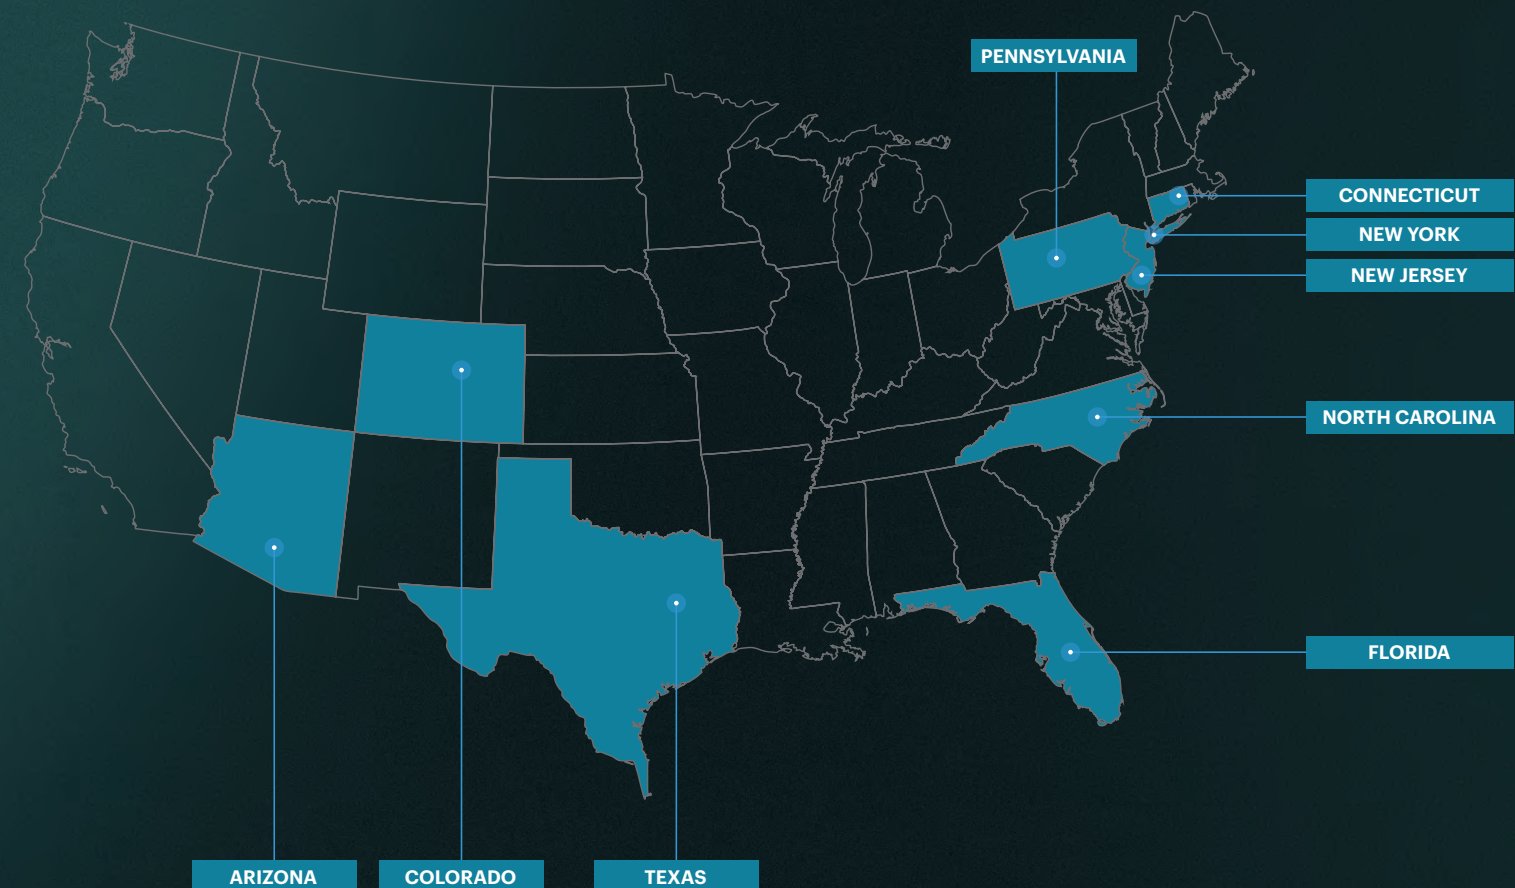 PENNSYLVANIA
CONNECTICUT
NEW YORK
NEW JERSEY
NORTH CAROLINA
FLORIDA
ARIZONA
COLORADO
TEXAS